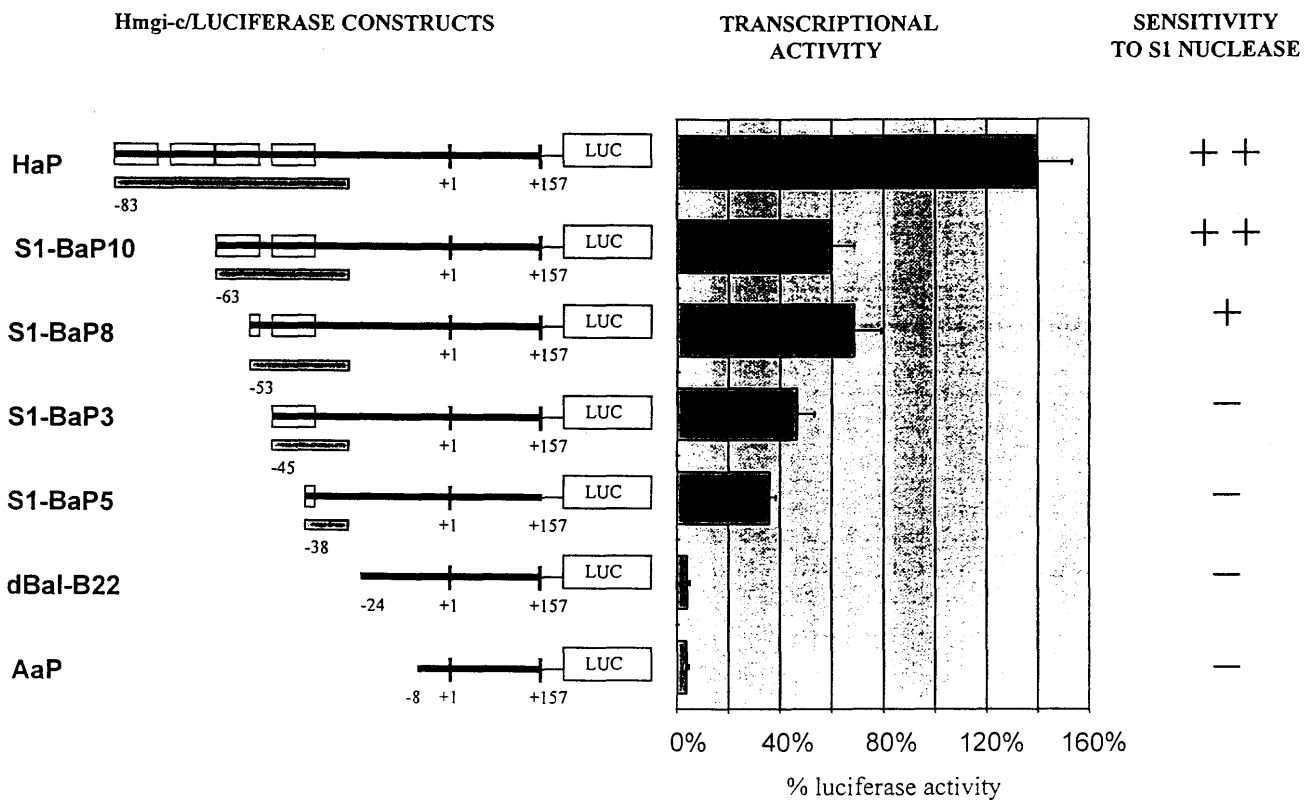 Hmgi-c/LUCIFERASE CONSTRUCTS
TRANSCRIPTIONAL
ACTIVITY
SENSITIVITY
TO S1 NUCLEASE
HaP
LUC
+ +
+1
+157
-83
S1-BaP10
LUC
+ +
+1
+157
-63
S1-BaP8
LUC
+
+1
+157
-53
S1-BaP3
LUC
—
+1
+157
-45
S1-BaP5
LUC
—
+1
+157
-38
dBal-B22
LUC
—
-24
+1
+157
AaP
LUC
—
-8
+1
+157
0% 40% 80% 120% 160%
% luciferase activity